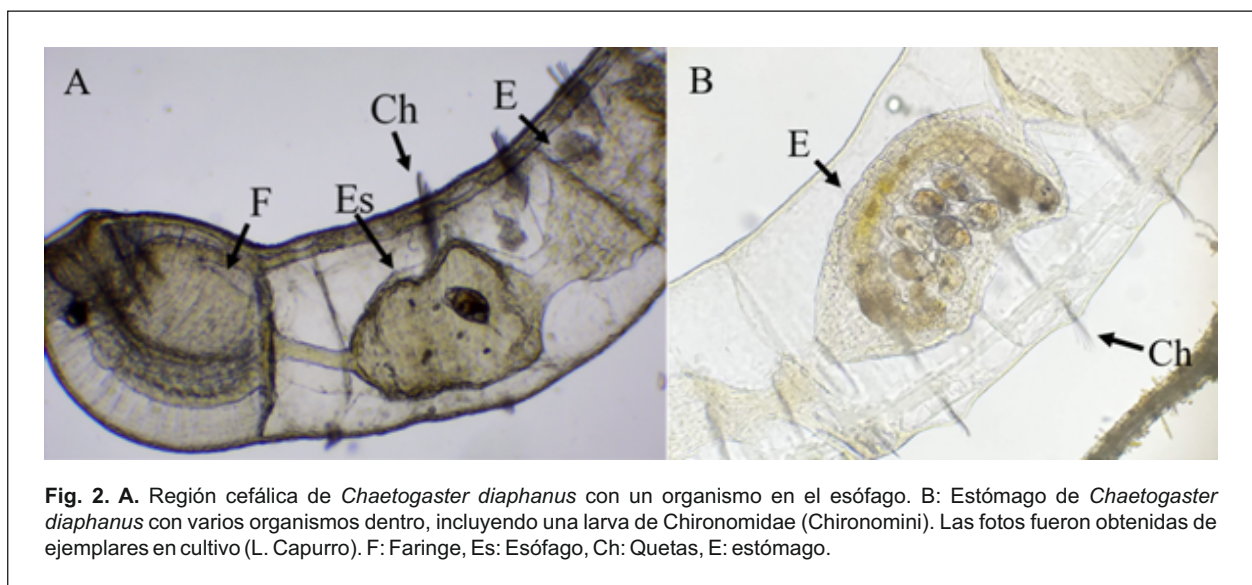 A
F
Es
Ch
E
B
E
Ch
Fig. 2. A. Región cefálica de Chaetogaster diaphanus con un organismo en el esófago. B: Estómago de Chaetogaster
diaphanus con varios organismos dentro, incluyendo una larva de Chironomidae (Chironomini). Las fotos fueron obtenidas de
ejemplares en cultivo (L. Capurro). F: Faringe, Es: Esófago, Ch: Quetas, E: estómago.